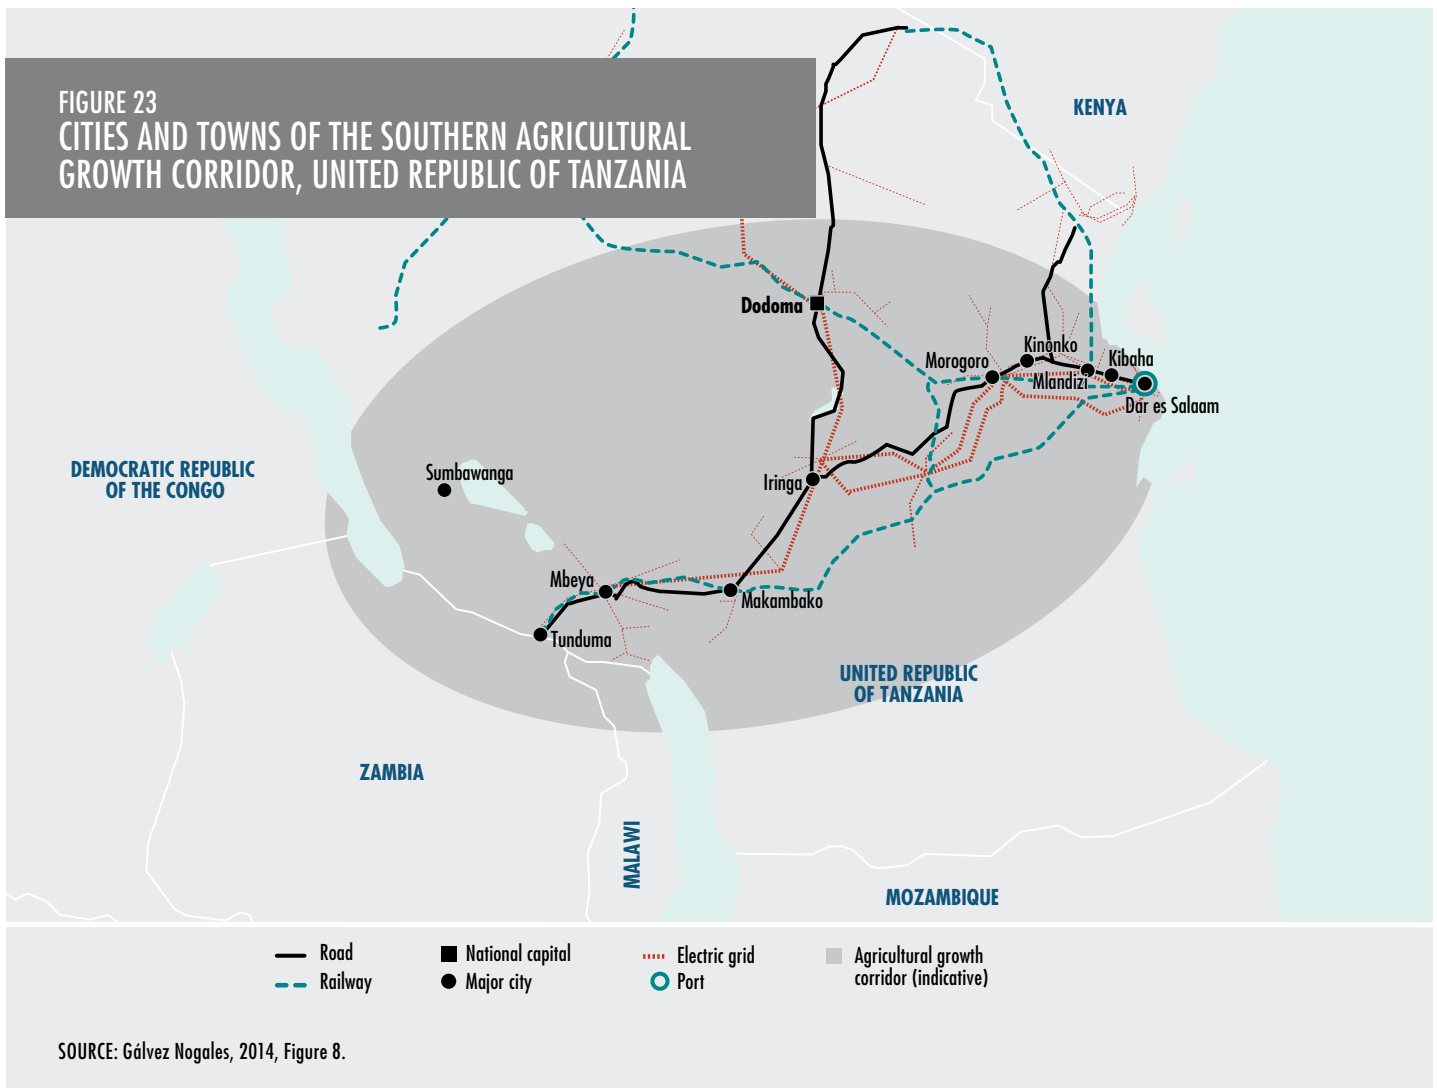 FIGURE 23
CITIES AND TOWNS OF THE SOUTHERN AGRICULTURAL
GROWTH CORRIDOR, UNITED REPUBLIC OF TANZANIA
KENYA
Dodoma
Kinonko
Morogoro
Kibaha
Mlandizi
Dar es Salaam
DEMOCRATIC REPUBLIC
OF THE CONGO
Sumbawanga
Iringa
Mbeya
Makambako
Tunduma
UNITED REPUBLIC
OF TANZANIA
ZAMBIA
MALAWI
MOZAMBIQUE
Road
Railway
National capital
Major city
Electric grid
Port
Agricultural growth
corridor (indicative)
SOURCE: Gálvez Nogales, 2014, Figure 8.